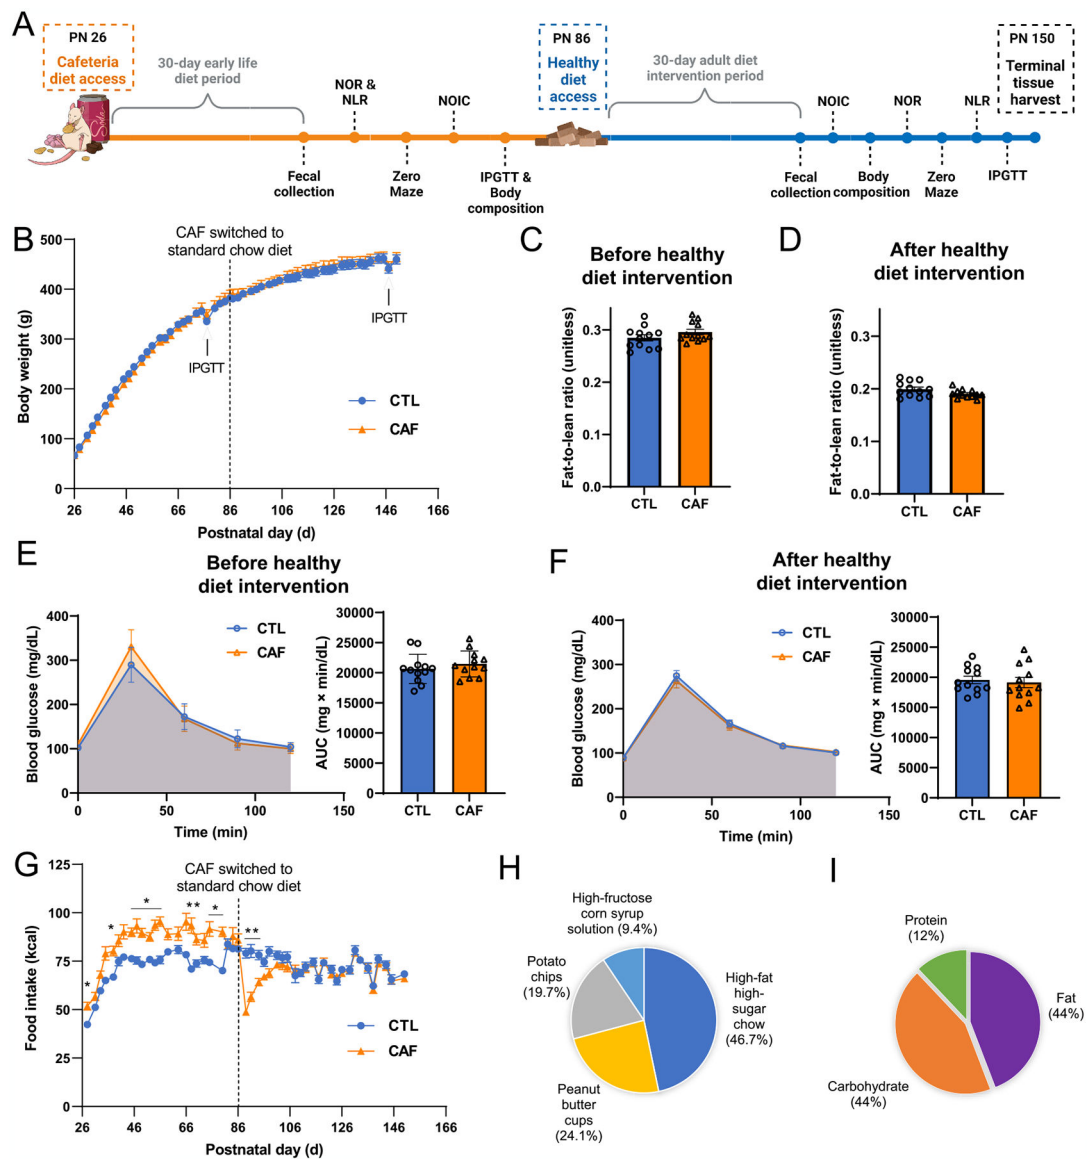 A
PN 26
Cafeteria
diet access
30-day early life
diet period
NOR &
NLR
NOIC
Fecal
collection
Zero
Maze
IPGTT &
Body
composition
PN 86
Healthy
diet
access
30-day adult diet
intervention period
NOIC
NOR
NLR
Fecal
collection
Body
composition
Zero
Maze
IPGTT
PN 150
Terminal
tissue
harvest
B
CAF switched to
standard chow diet
Body weight (g)
500
400
300
200
100
0
IPGTT
IPGTT
CTL
CAF
26 46 66 86 106 126 146 166
Postnatal day (d)
C
Before healthy
diet intervention
Fat-to-lean ratio (unitless)
0.3
0.2
0.1
0.0
CTL CAF
D
After healthy
diet intervention
Fat-to-lean ratio (unitless)
0.3
0.2
0.1
0.0
CTL CAF
E
Before healthy
diet intervention
Blood glucose (mg/dL)
400
300
200
100
0
CTL
CAF
0 50 100 150
Time (min)
AUC (mg × min/dL)
30000
25000
20000
15000
10000
5000
0
CTL CAF
F
After healthy
diet intervention
Blood glucose (mg/dL)
400
300
200
100
0
CTL
CAF
0 50 100 150
Time (min)
AUC (mg × min/dL)
30000
25000
20000
15000
10000
5000
0
CTL CAF
G
CAF switched to
standard chow diet
Food intake (kcal)
125
100
75
50
25
0
*
*
*
**
*
**
CTL
CAF
26 46 66 86 106 126 146 166
Postnatal day (d)
H
High-fructose
corn syrup
solution (9.4%)
Potato
chips
(19.7%)
High-fat
high-
sugar
chow
(46.7%)
Peanut
butter
cups
(24.1%)
I
Protein
(12%)
Fat
(44%)
Carbohydrate
(44%)